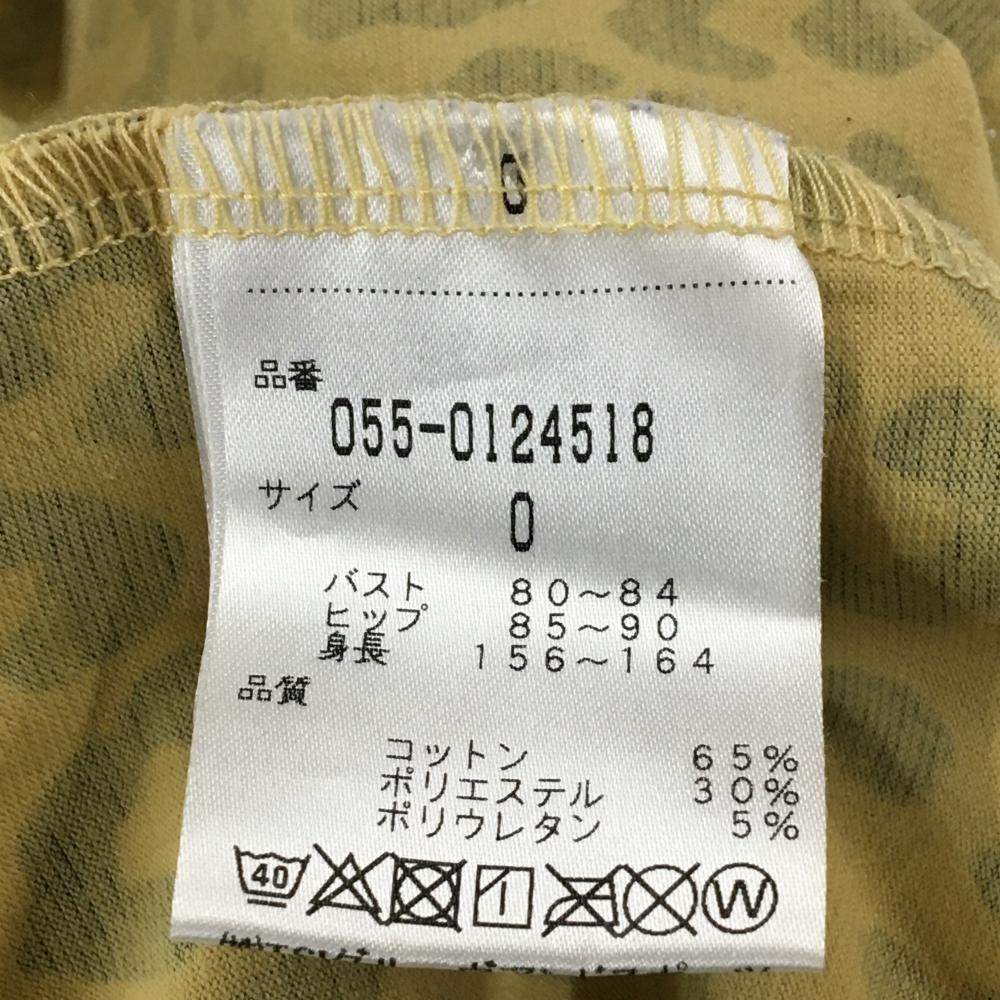 0
品番
055-0124518
サイズ
0
バスト 80~84
ヒップ 85~90
身長 156~164
品質
コットン 65%
ポリエステル 30%
ポリウレタン 5%
40 W